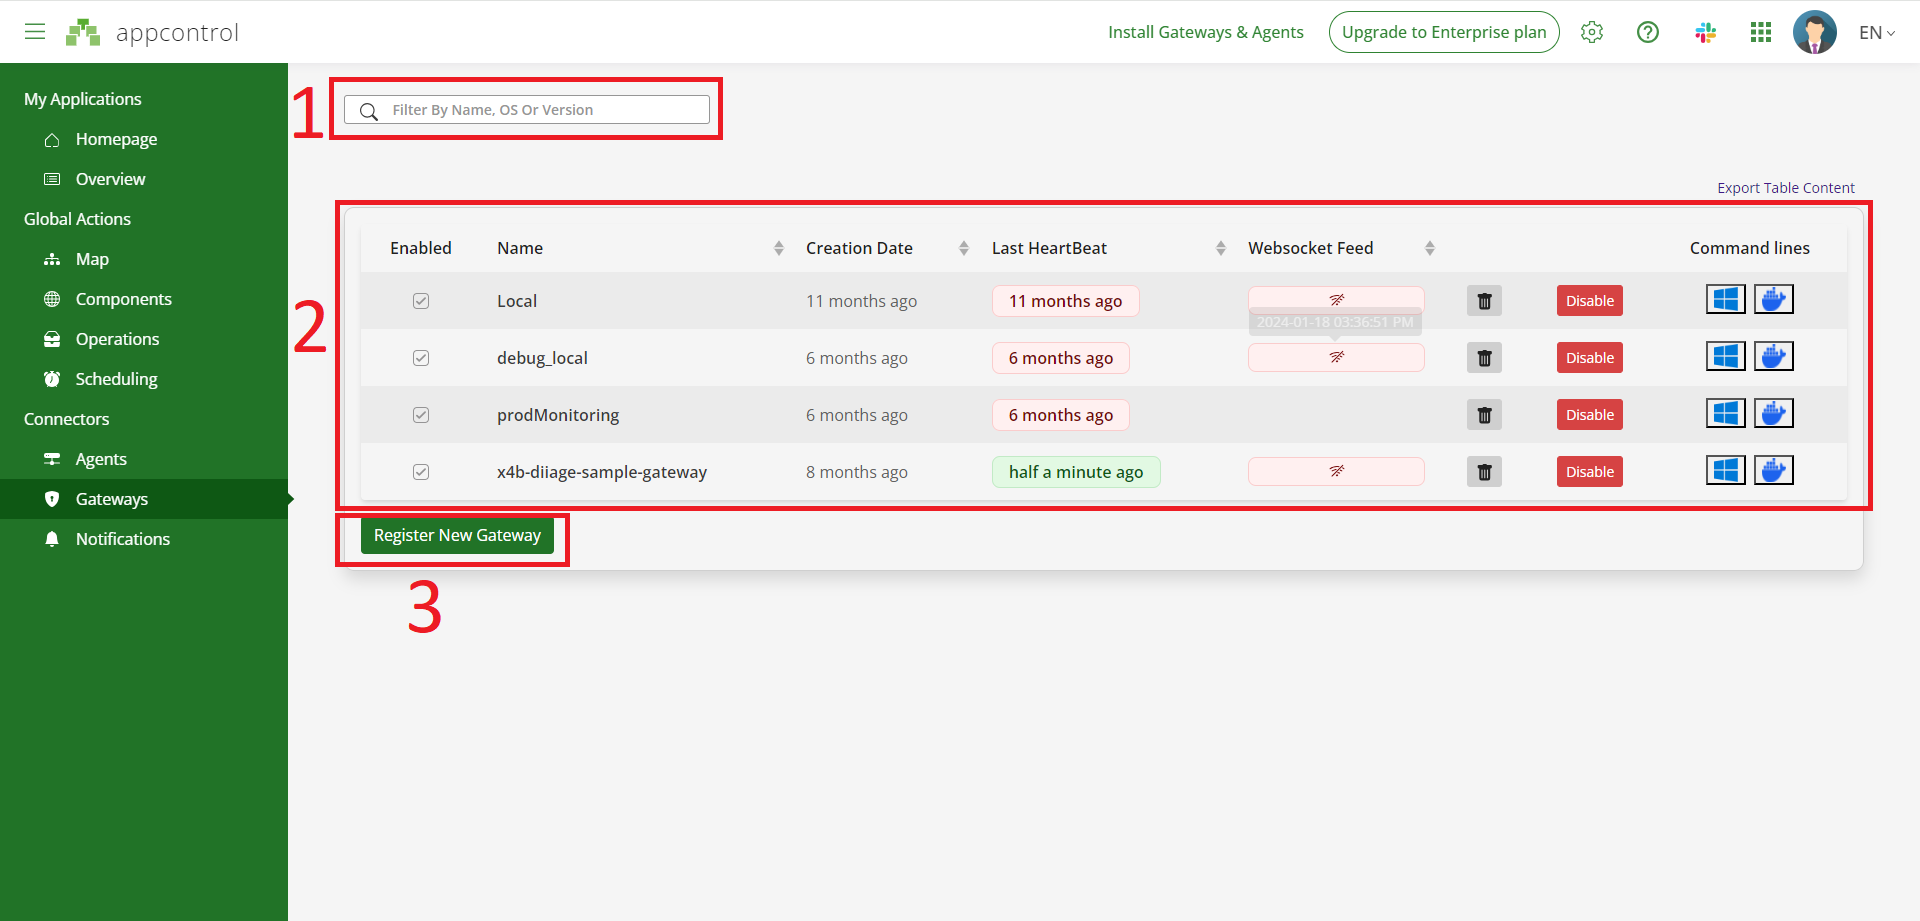 appcontrol
Install Gateways & Agents
Upgrade to Enterprise plan
EN
My Applications
Homepage
Overview
Global Actions
Map
Components
Operations
Scheduling
Connectors
Agents
Gateways
Notifications
1
Filter By Name, OS Or Version
Export Table Content
2
Enabled Name Creation Date Last HeartBeat Websocket Feed Command lines
Local 11 months ago 11 months ago Disable
2024-01-18 03:36:51 PM
debug_local 6 months ago 6 months ago Disable
prodMonitoring 6 months ago 6 months ago Disable
x4b-diiage-sample-gateway 8 months ago half a minute ago Disable
Register New Gateway
3